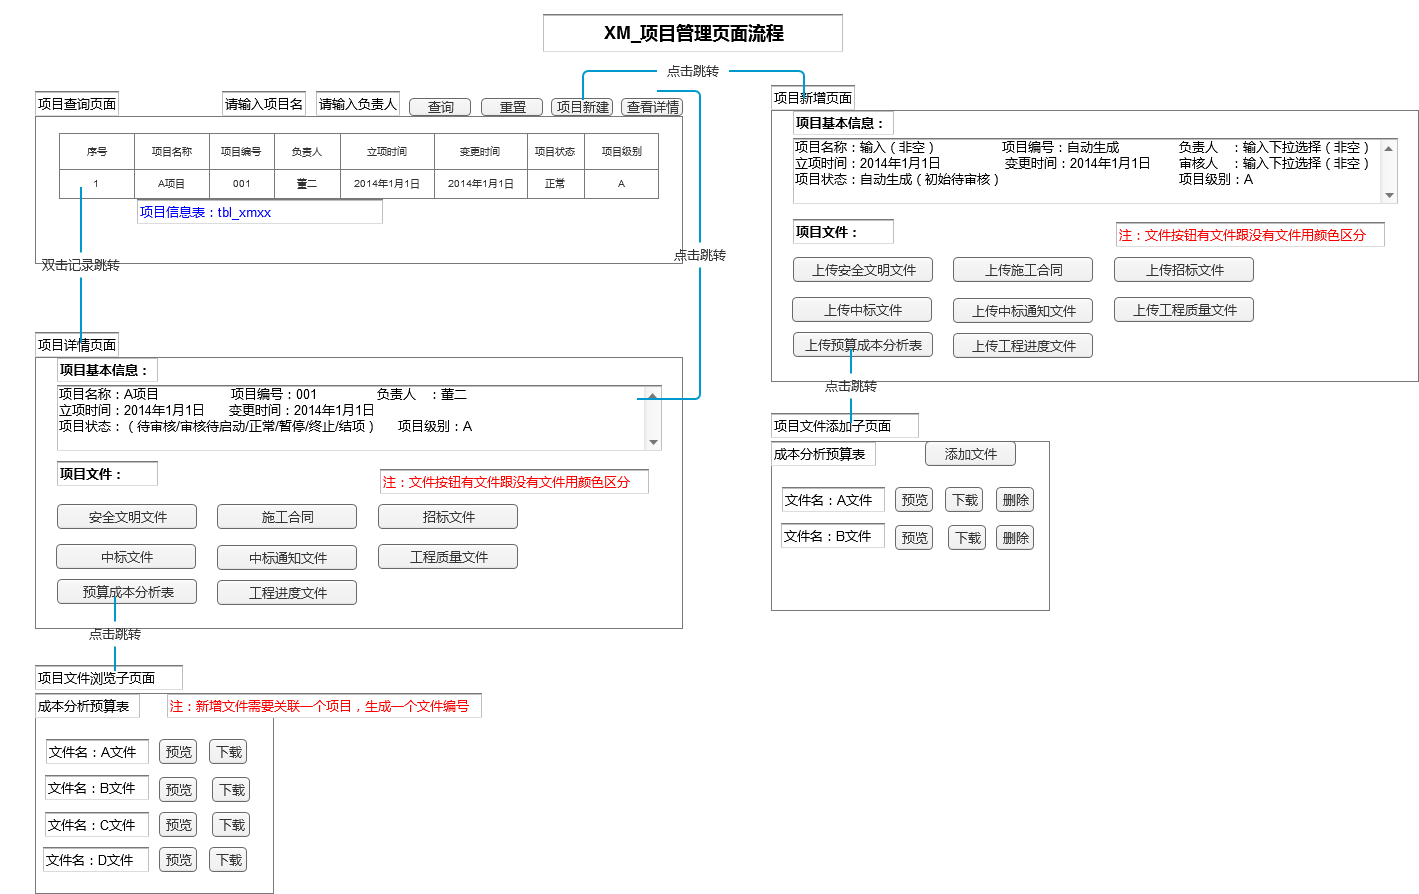 XM_项目管理页面流程
点击跳转
项目查询页面
请输入项目名
请输入负责人
查询
重置
项目新建
查看详情
序号 项目名称 项目编号 负责人 立项时间 变更时间 项目状态 项目级别
1 A项目 001 董二 2014年1月1日 2014年1月1日 正常 A
项目信息表：tbl_xmxx
双击记录跳转
点击跳转
项目详情页面
项目基本信息：
项目名称：A项目 项目编号：001 负责人 ：董二
立项时间：2014年1月1日 变更时间：2014年1月1日
项目状态：（待审核/审核待启动/正常/暂停/终止/结项） 项目级别：A
项目文件：
注：文件按钮有文件跟没有文件用颜色区分
安全文明文件 施工合同 招标文件
中标文件 中标通知文件 工程质量文件
预算成本分析表 工程进度文件
点击跳转
项目文件浏览子页面
成本分析预算表
注：新增文件需要关联一个项目，生成一个文件编号
文件名：A文件 预览 下载
文件名：B文件 预览 下载
文件名：C文件 预览 下载
文件名：D文件 预览 下载
项目新增页面
项目基本信息：
项目名称：输入（非空） 项目编号：自动生成 负责人 ：输入下拉选择（非空）
立项时间：2014年1月1日 变更时间：2014年1月1日 审核人 ：输入下拉选择（非空）
项目状态：自动生成（初始待审核） 项目级别：A
项目文件：
注：文件按钮有文件跟没有文件用颜色区分
上传安全文明文件 上传施工合同 上传招标文件
上传中标文件 上传中标通知文件 上传工程质量文件
上传预算成本分析表 上传工程进度文件
点击跳转
项目文件添加子页面
成本分析预算表
添加文件
文件名：A文件 预览 下载 删除
文件名：B文件 预览 下载 删除